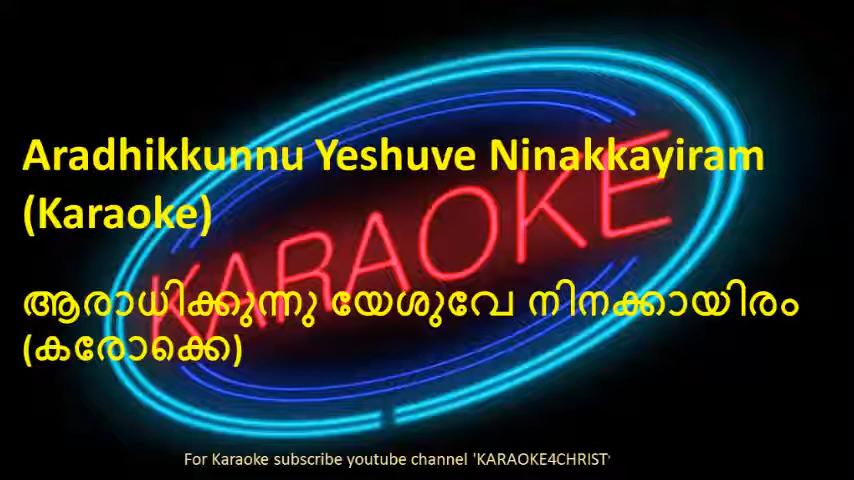 Aradhikkunnu Yeshuve Ninakkayiram
(Karaoke)
KARAOKE
ആരാധിക്കുന്നു യേശുവേ നിനക്കായിരം
(കരോക്കെ)
For Karaoke subscribe youtube channel 'KARAOKE4CHRIST'